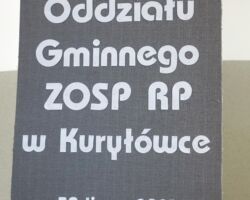 Oddziału
Gminnego
ZOSP RP
w Kuryłówce